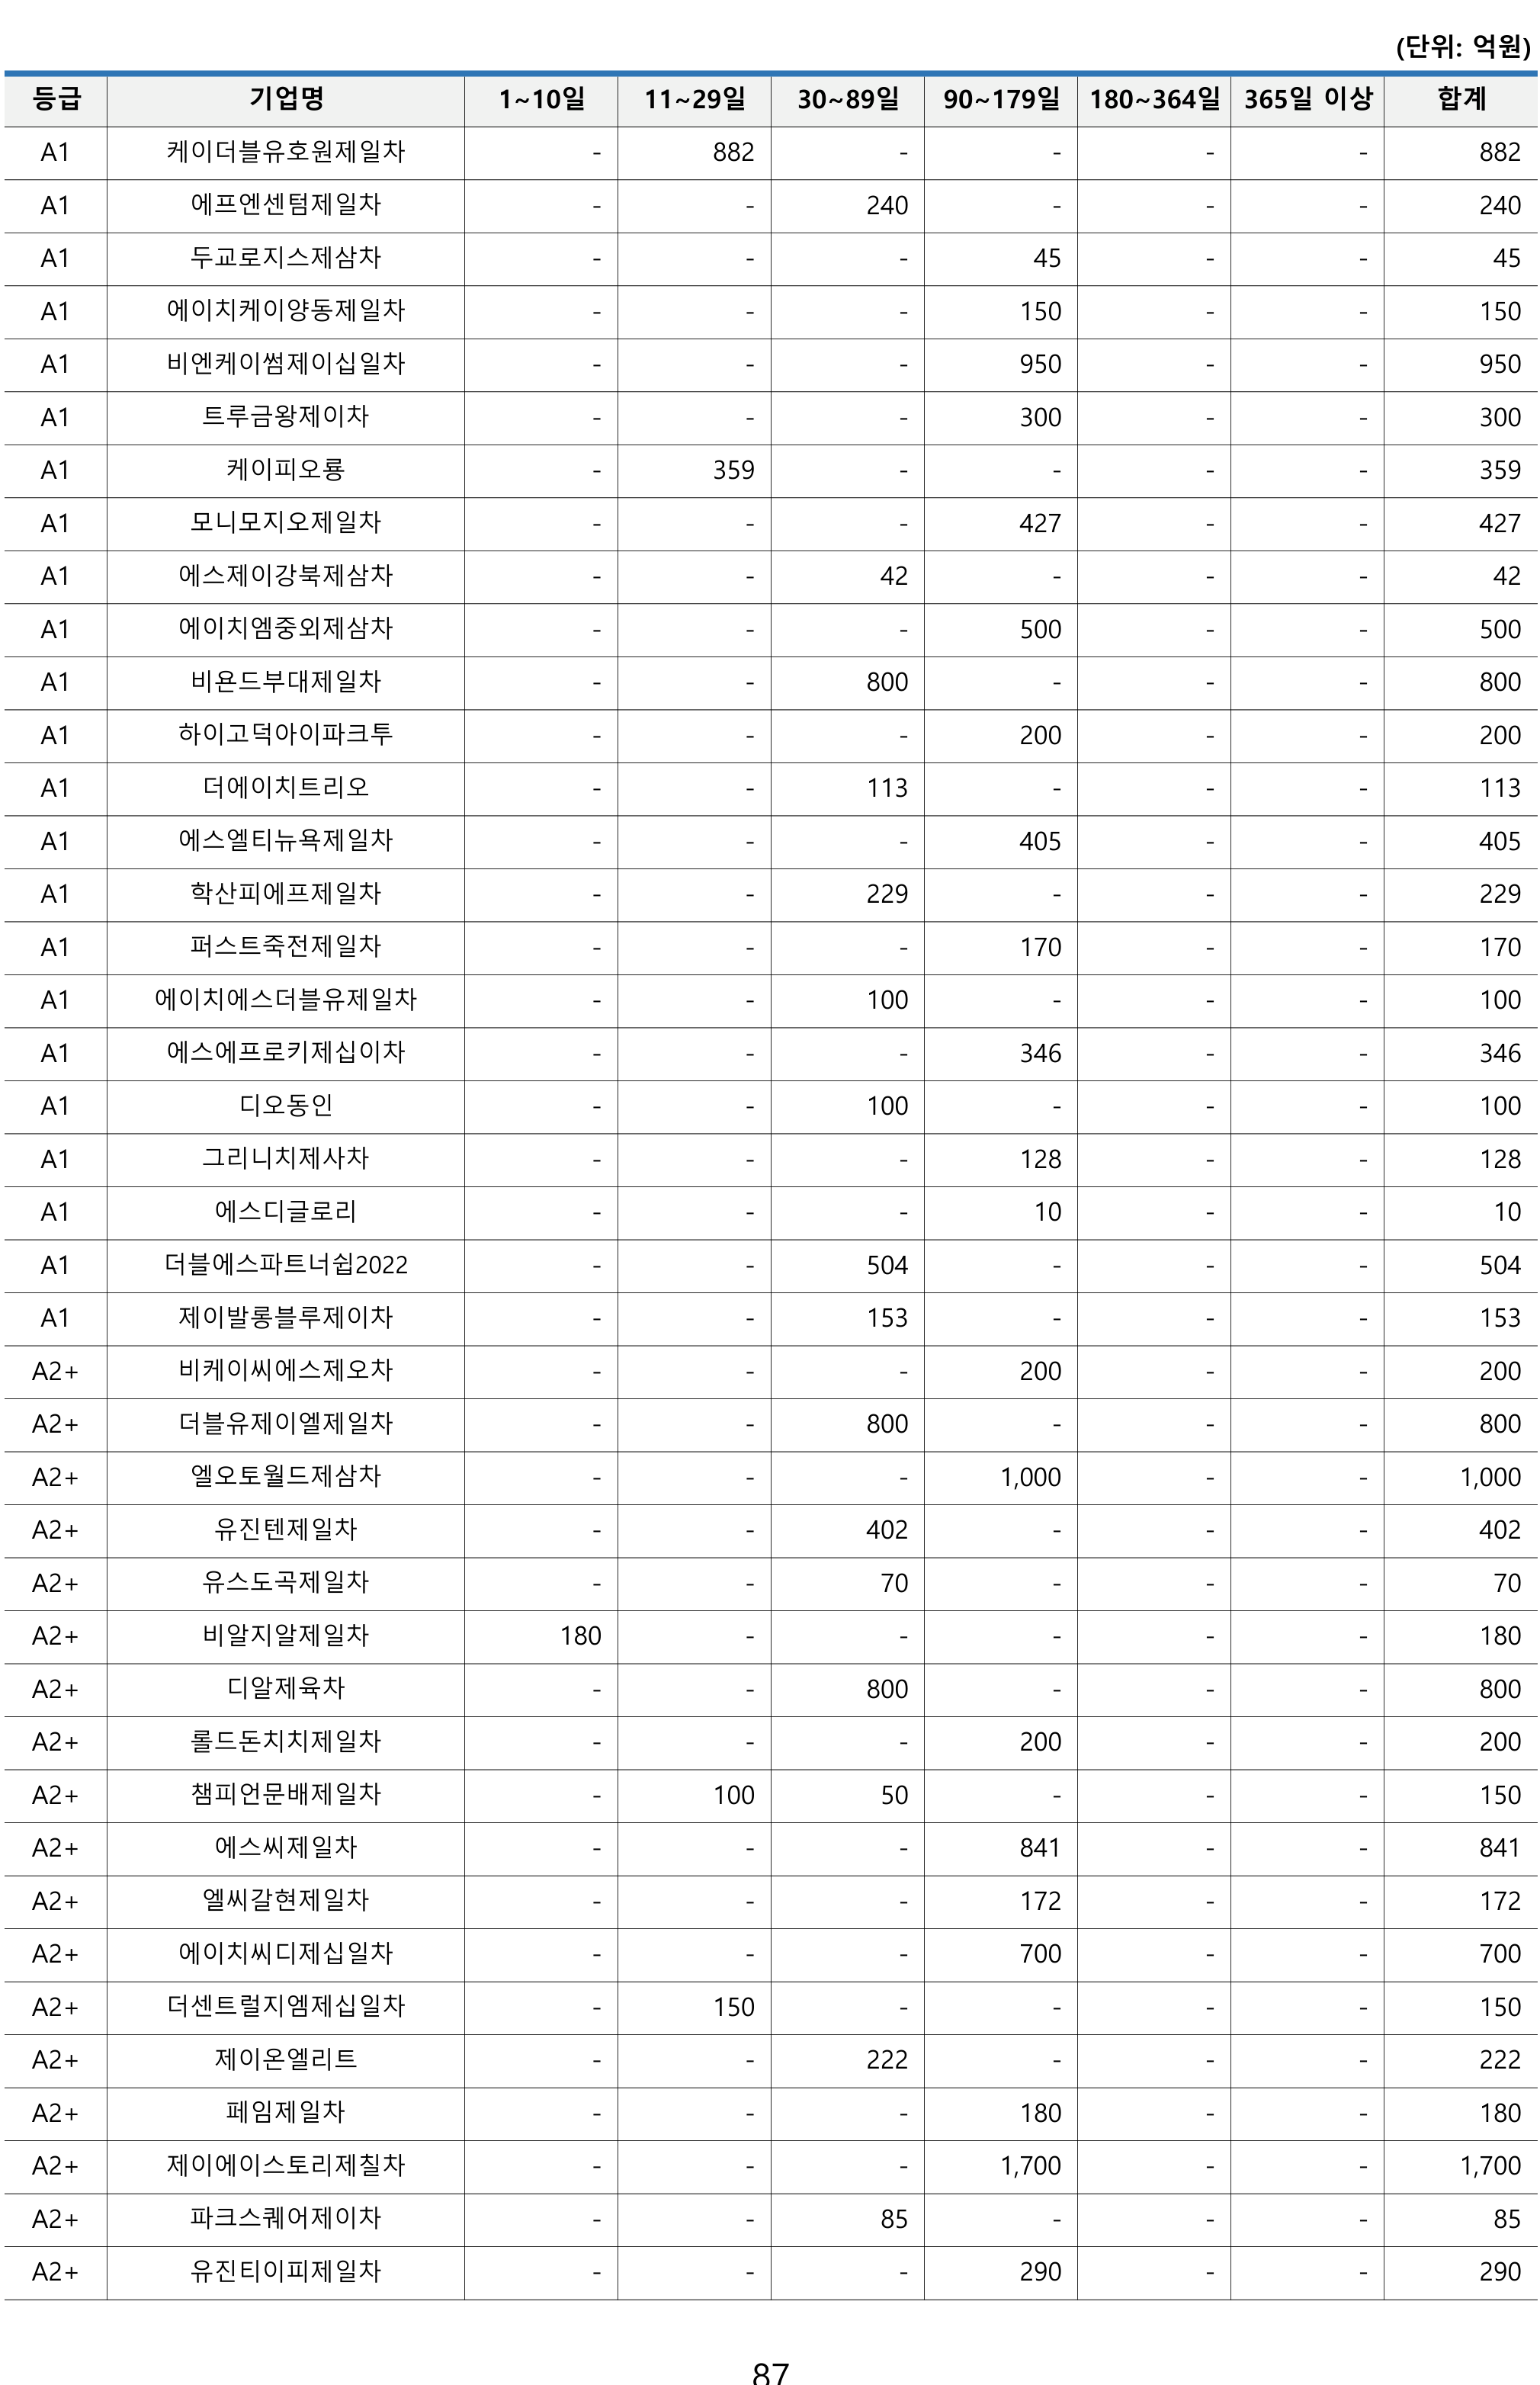 (단위: 억원)
등급 기업명 1~10일 11~29일 30~89일 90~179일 180~364일 365일 이상 합계
A1 케이더블유호원제일차 - 882 - - - - 882
A1 에프엔센텀제일차 - - 240 - - - 240
A1 두교로지스제삼차 - - - 45 - - 45
A1 에이치케이양동제일차 - - - 150 - - 150
A1 비엔케이썸제이십일차 - - - 950 - - 950
A1 트루금왕제이차 - - - 300 - - 300
A1 케이피오룡 - 359 - - - - 359
A1 모니모지오제일차 - - - 427 - - 427
A1 에스제이강북제삼차 - - 42 - - - 42
A1 에이치엠중외제삼차 - - - 500 - - 500
A1 비욘드부대제일차 - - 800 - - - 800
A1 하이고덕아이파크투 - - - 200 - - 200
A1 더에이치트리오 - - 113 - - - 113
A1 에스엘티뉴욕제일차 - - - 405 - - 405
A1 학산피에프제일차 - - 229 - - - 229
A1 퍼스트죽전제일차 - - - 170 - - 170
A1 에이치에스더블유제일차 - - 100 - - - 100
A1 에스에프로키제십이차 - - - 346 - - 346
A1 디오동인 - - 100 - - - 100
A1 그리니치제사차 - - - 128 - - 128
A1 에스디글로리 - - - 10 - - 10
A1 더블에스파트너쉽2022 - - 504 - - - 504
A1 제이발롱블루제이차 - - 153 - - - 153
A2+ 비케이씨에스제오차 - - - 200 - - 200
A2+ 더블유제이엘제일차 - - 800 - - - 800
A2+ 엘오토월드제삼차 - - - 1,000 - - 1,000
A2+ 유진텐제일차 - - 402 - - - 402
A2+ 유스도곡제일차 - - 70 - - - 70
A2+ 비알지알제일차 180 - - - - - 180
A2+ 디알제육차 - - 800 - - - 800
A2+ 롤드돈치치제일차 - - - 200 - - 200
A2+ 챔피언문배제일차 - 100 50 - - - 150
A2+ 에스씨제일차 - - - 841 - - 841
A2+ 엘씨갈현제일차 - - - 172 - - 172
A2+ 에이치씨디제십일차 - - - 700 - - 700
A2+ 더센트럴지엠제십일차 - 150 - - - - 150
A2+ 제이온엘리트 - - 222 - - - 222
A2+ 페임제일차 - - - 180 - - 180
A2+ 제이에이스토리제칠차 - - - 1,700 - - 1,700
A2+ 파크스퀘어제이차 - - 85 - - - 85
A2+ 유진티이피제일차 - - - 290 - - 290
87